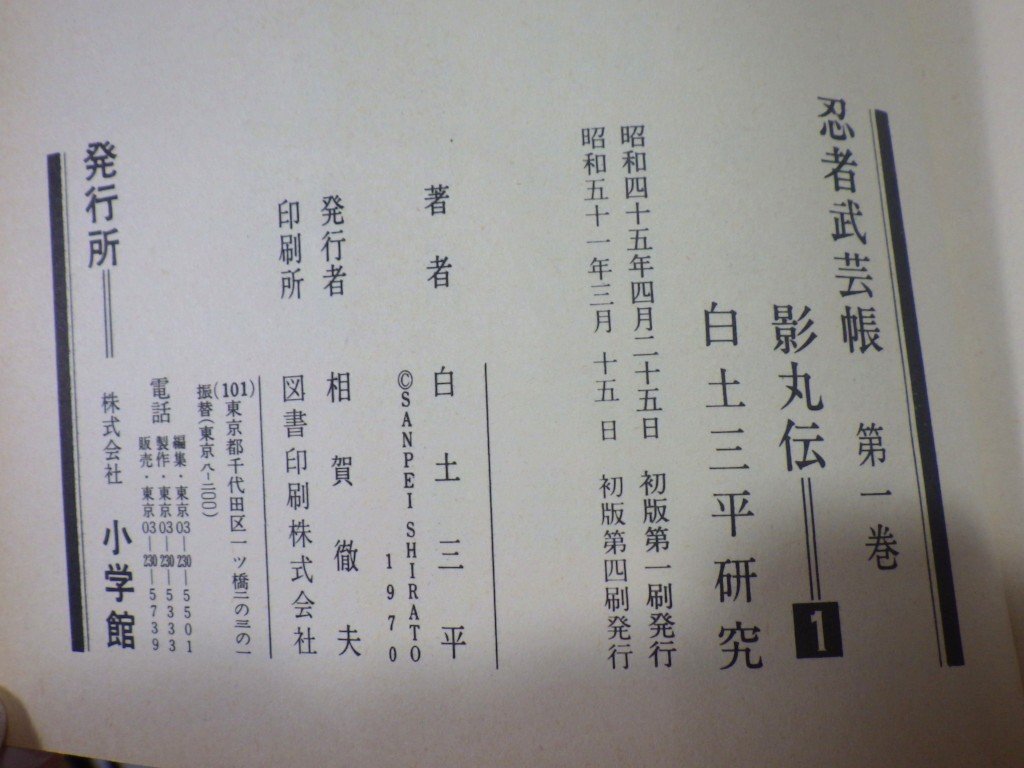 忍者武芸帳 第一巻
影丸伝＝1
白土三平研究
昭和四十五年四月二十五日 初版第一刷発行
昭和五十一年三月十五日 初版第四刷発行
著者 白土三平
©SANPEI SHIRATO 1970
発行者 相賀徹夫
印刷所 図書印刷株式会社
(101)東京都千代田区一ツ橋二の三の一
振替(東京八-二〇〇)
電話
編集・東京03―230―5501
製作・東京03―230―5333
販売・東京03―230―5739
発行所＝株式会社 小学館